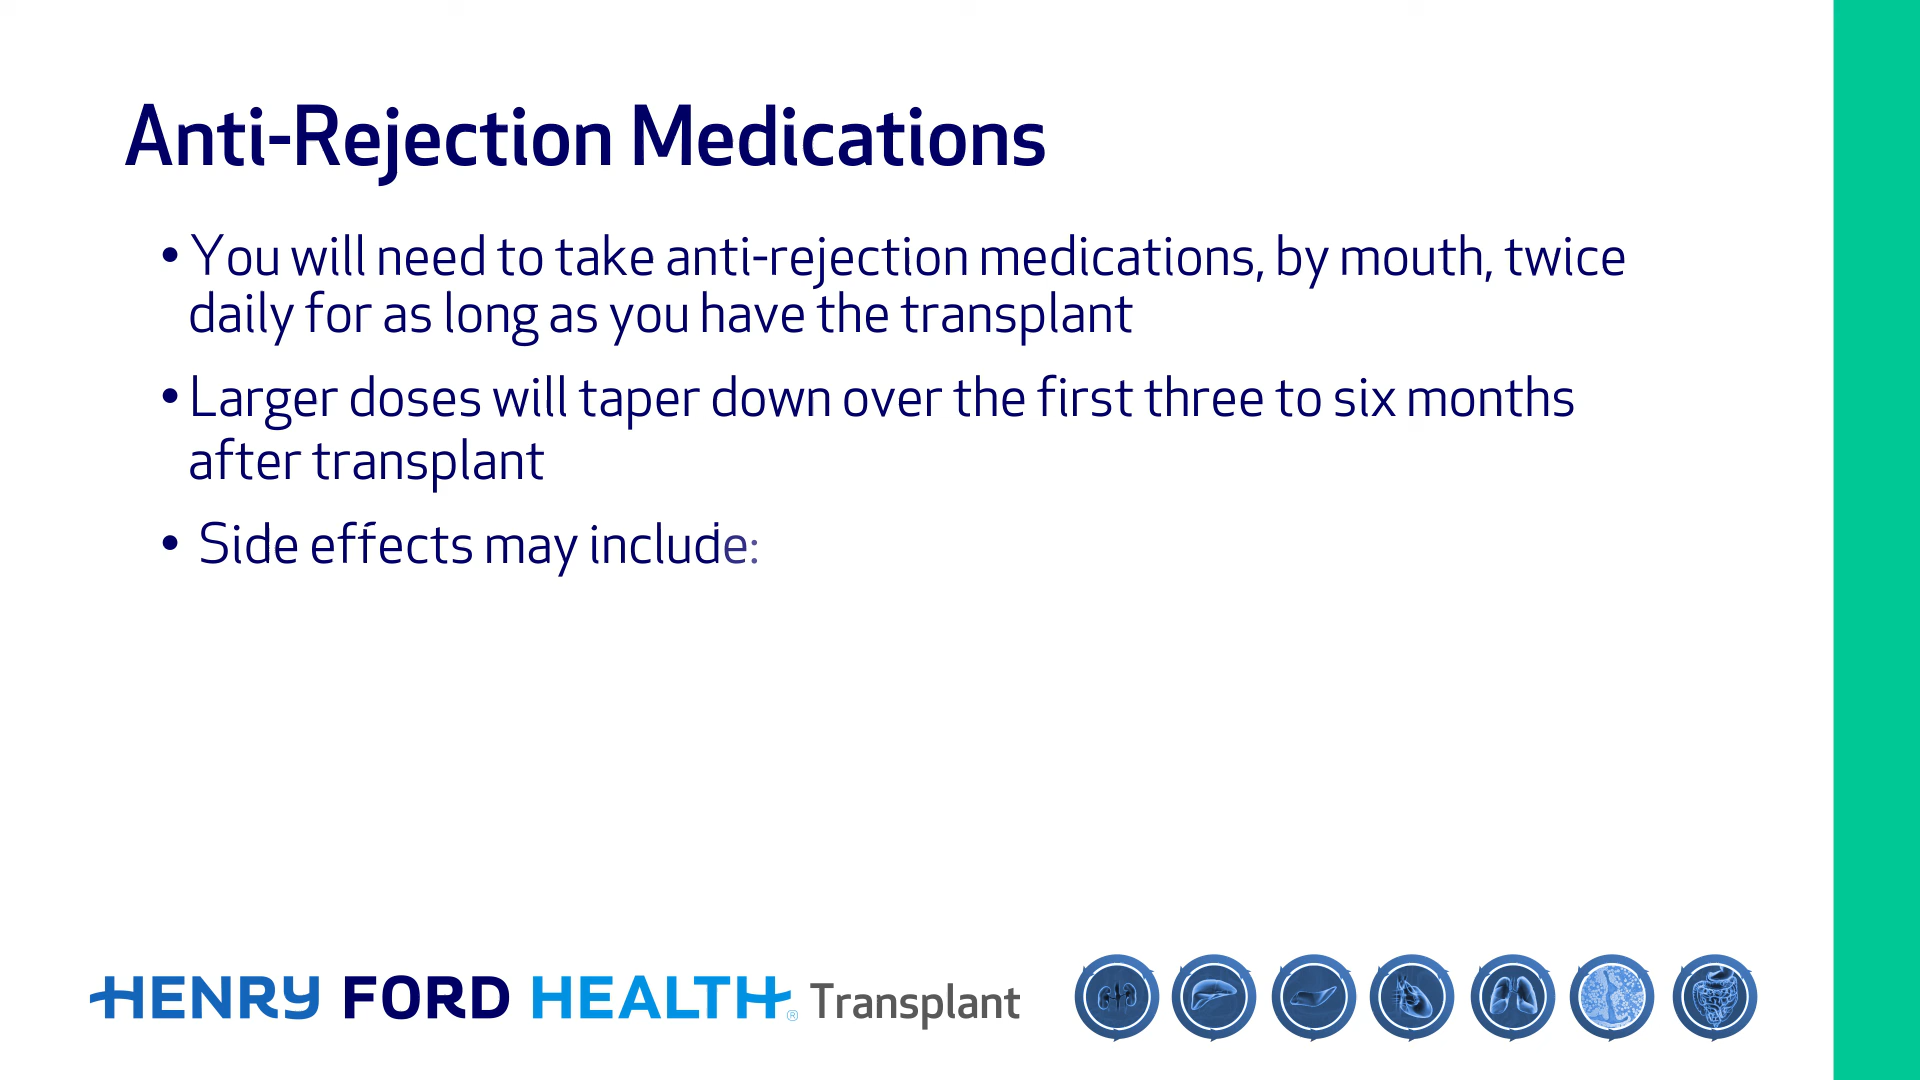 Anti-Rejection Medications
• You will need to take anti-rejection medications, by mouth, twice
daily for as long as you have the transplant
• Larger doses will taper down over the first three to six months
after transplant
• Side effects may include:
HENRY FORD HEALTH® Transplant